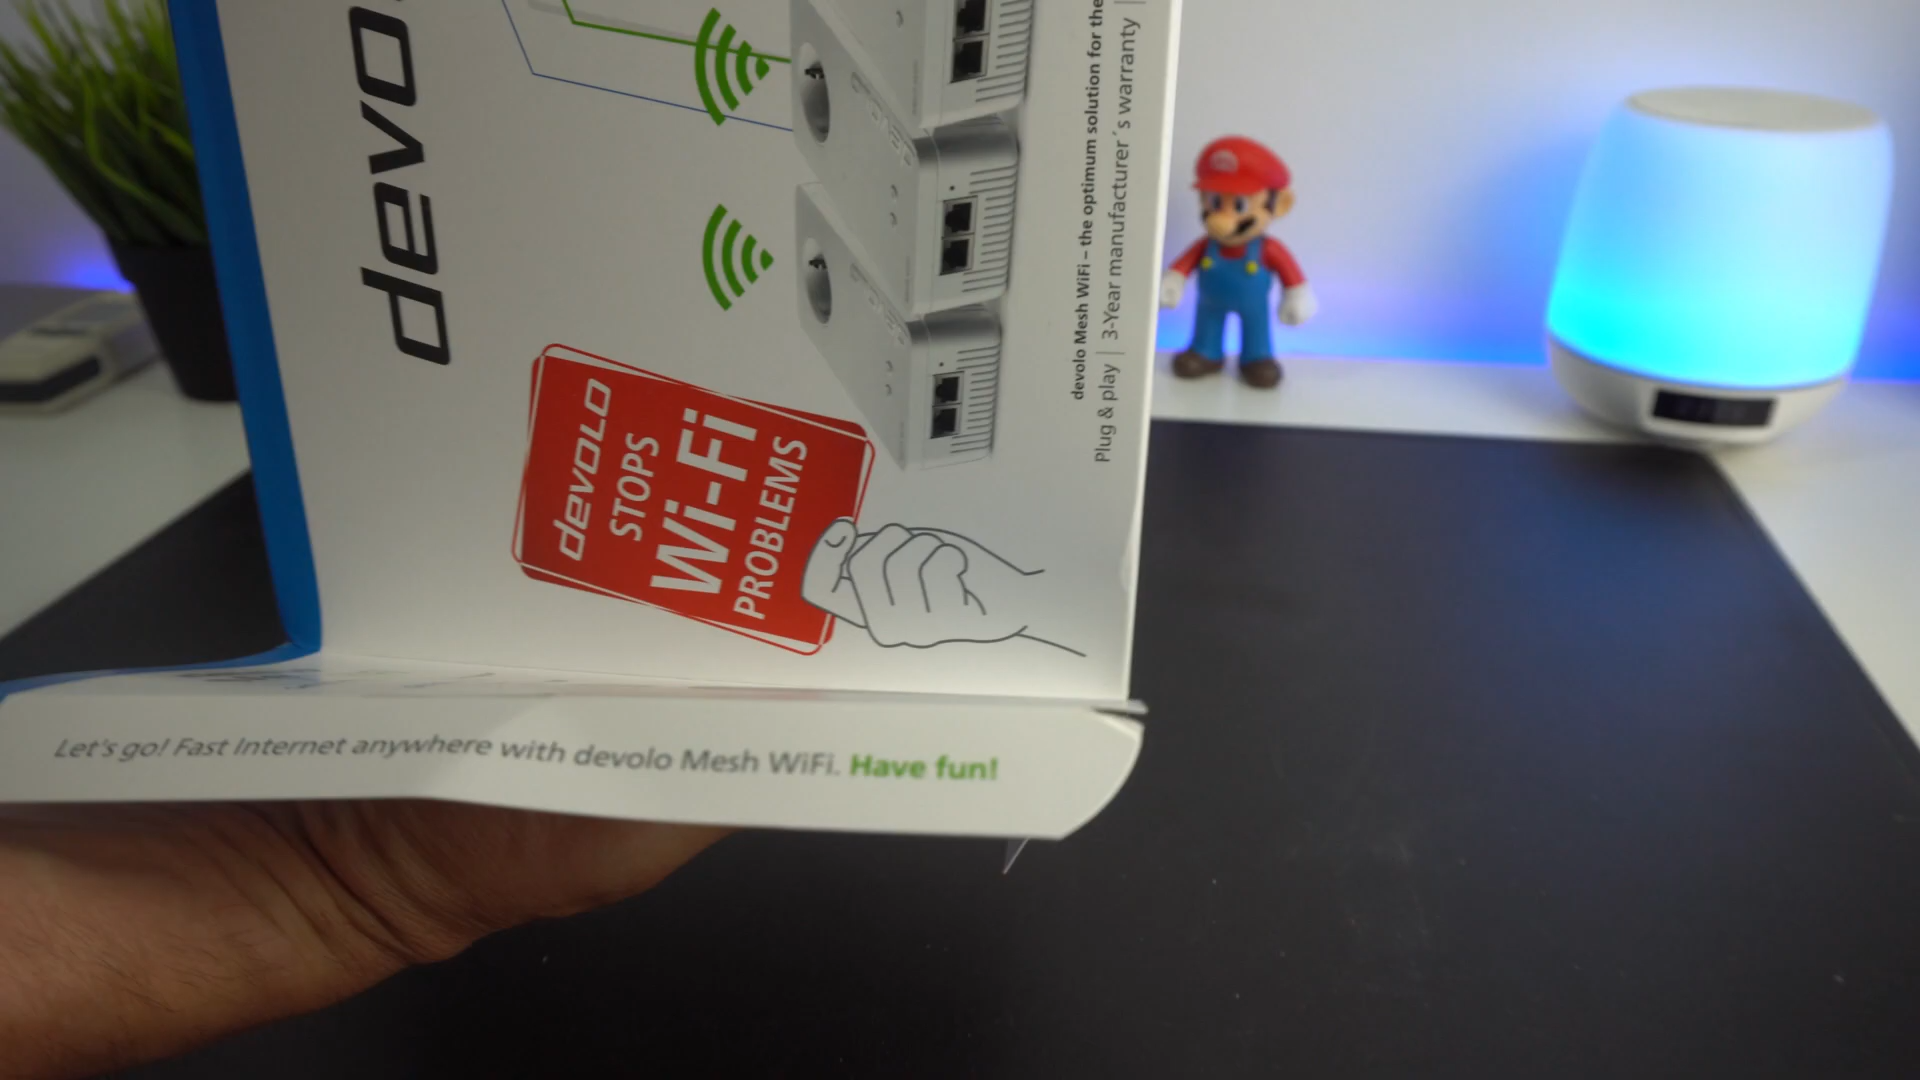 devo
devolo
STOPS
Wi-Fi
PROBLEMS
devolo Mesh WiFi – the optimum solution for the
Plug & play | 3-Year manufacturer´s warranty |
Let's go! Fast Internet anywhere with devolo Mesh WiFi. Have fun!